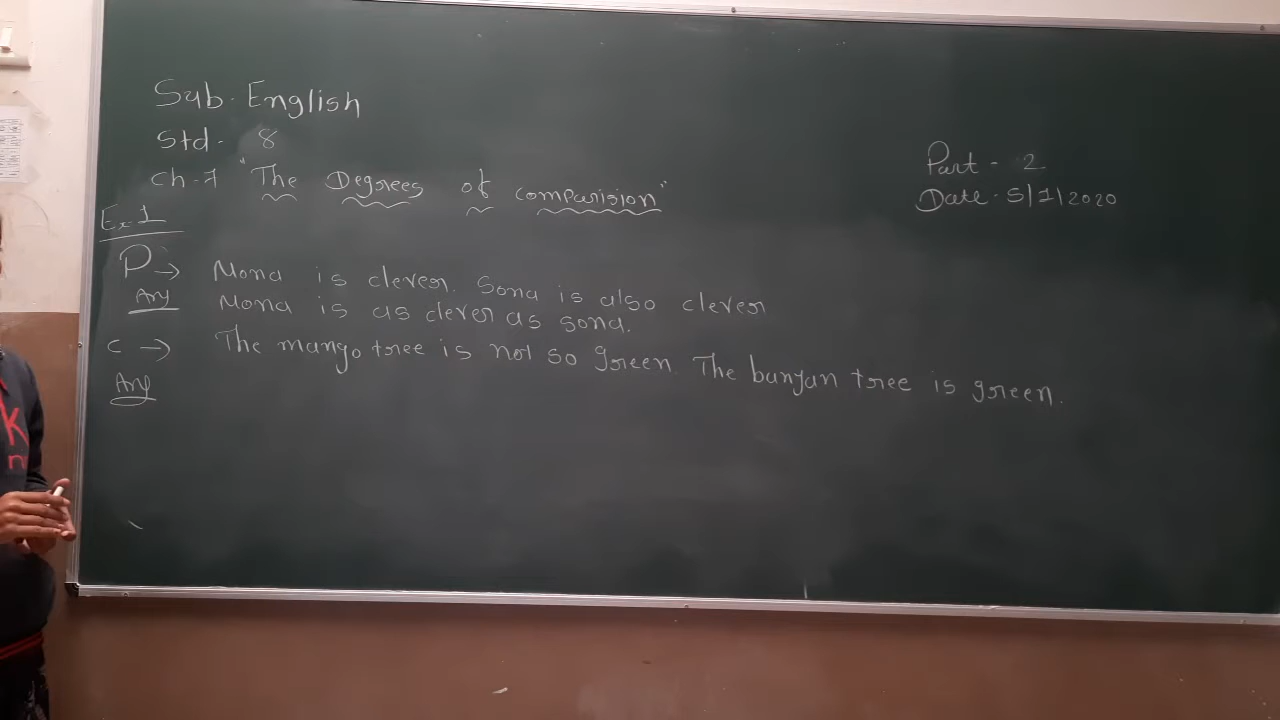 Sub. English
Std- 8
Ch-7 "The Degrees of comparision"
Part - 2
Date. 5/1/2020
Ex. 1
P → Mona is clever. Sona is also clever
Ans Mona is as clever as sona.
C → The mango tree is not so green. The banyan tree is green.
Ans
K
n